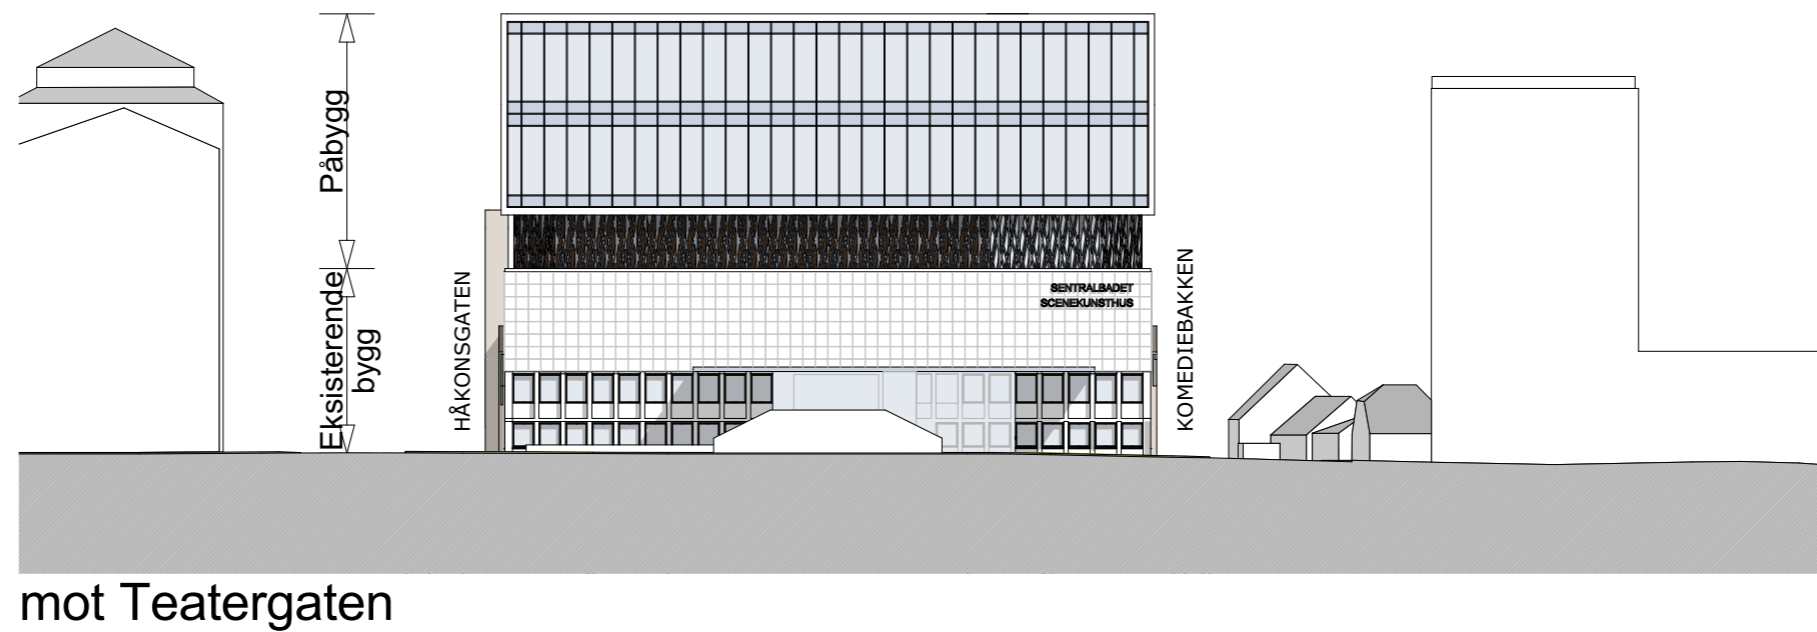 Påbygg
Eksisterende
bygg
HÅKONSGATEN
SENTRALBADET
SCENEKUNSTHUS
KOMEDIEBAKKEN
mot Teatergaten